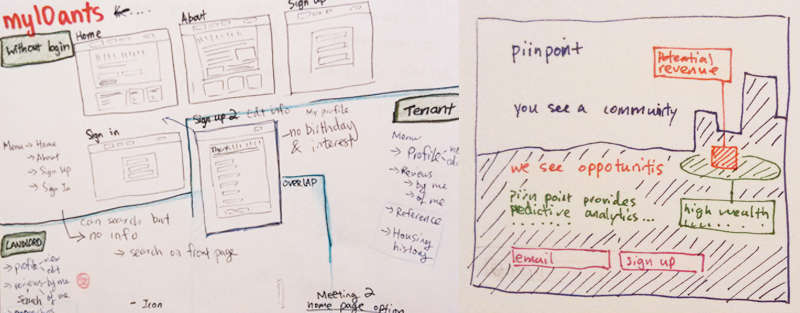 my10ants
Without login
Home
About
Sign up
Sign in
Menu → Home
→ About
→ Sign Up
→ Sign In
Sign up 2
Edit info
My profile
-no birthday
& interest
Thank
OVERLAP
Tenant
Menu
→ Profile
→ Reviews
→ by me
→ of me
→ Reference
→ Housing
history
Can search but
no info
→ search on front page
LANDLORD
→ profile
→ reviews
by me
of me
Search
- Icon
Meeting 2
home page option
piinpoint
Potential
revenue
you see a community
we see oppotunitis
piin point provides
pedictive analytics...
high wealth
email
sign up